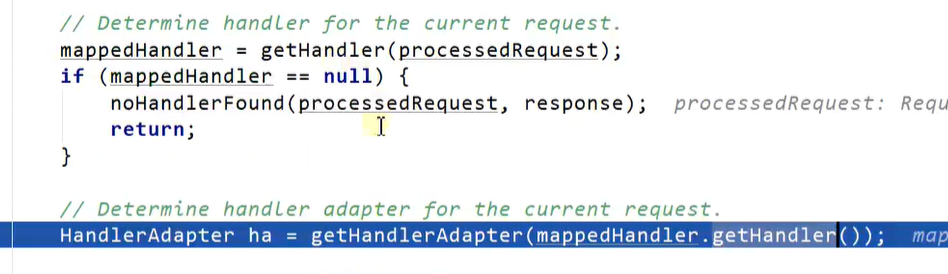 // Determine handler for the current request.
mappedHandler = getHandler(processedRequest);
if (mappedHandler == null) {
noHandlerFound(processedRequest, response); processedRequest: Requ
return;
}
// Determine handler adapter for the current request.
HandlerAdapter ha = getHandlerAdapter(mappedHandler.getHandler()); map